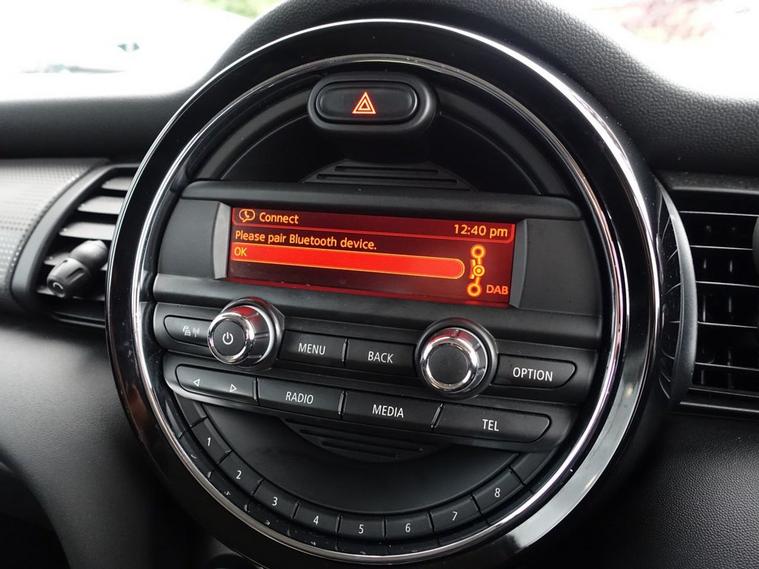 Connect 12:40 pm
Please pair Bluetooth device.
OK
DAB
MENU BACK OPTION
RADIO MEDIA TEL
1 2 3 4 5 6 7 8